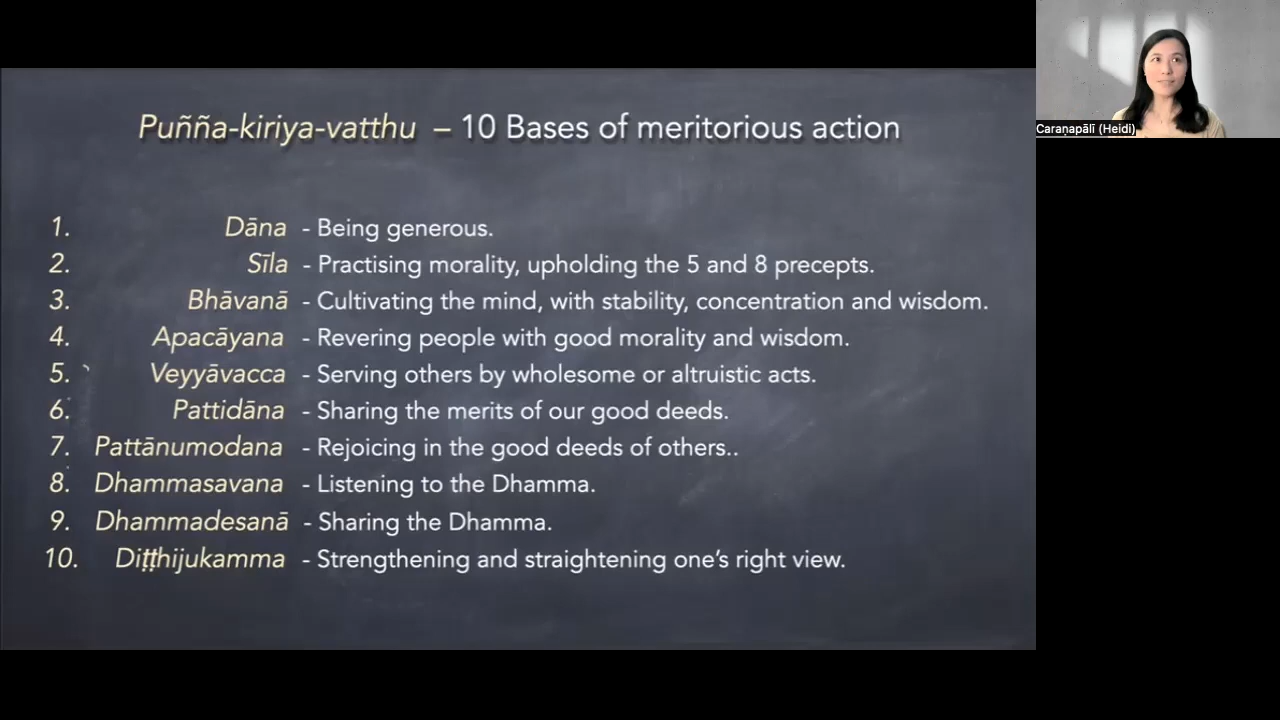 Puñña-kiriya-vatthu – 10 Bases of meritorious action
1. Dāna - Being generous.
2. Sīla - Practising morality, upholding the 5 and 8 precepts.
3. Bhāvanā - Cultivating the mind, with stability, concentration and wisdom.
4. Apacāyana - Revering people with good morality and wisdom.
5. Veyyāvacca - Serving others by wholesome or altruistic acts.
6. Pattidāna - Sharing the merits of our good deeds.
7. Pattānumodana - Rejoicing in the good deeds of others..
8. Dhammasavana - Listening to the Dhamma.
9. Dhammadesanā - Sharing the Dhamma.
10. Diṭṭhijukamma - Strengthening and straightening one’s right view.
Caraṇapālī (Heidi)